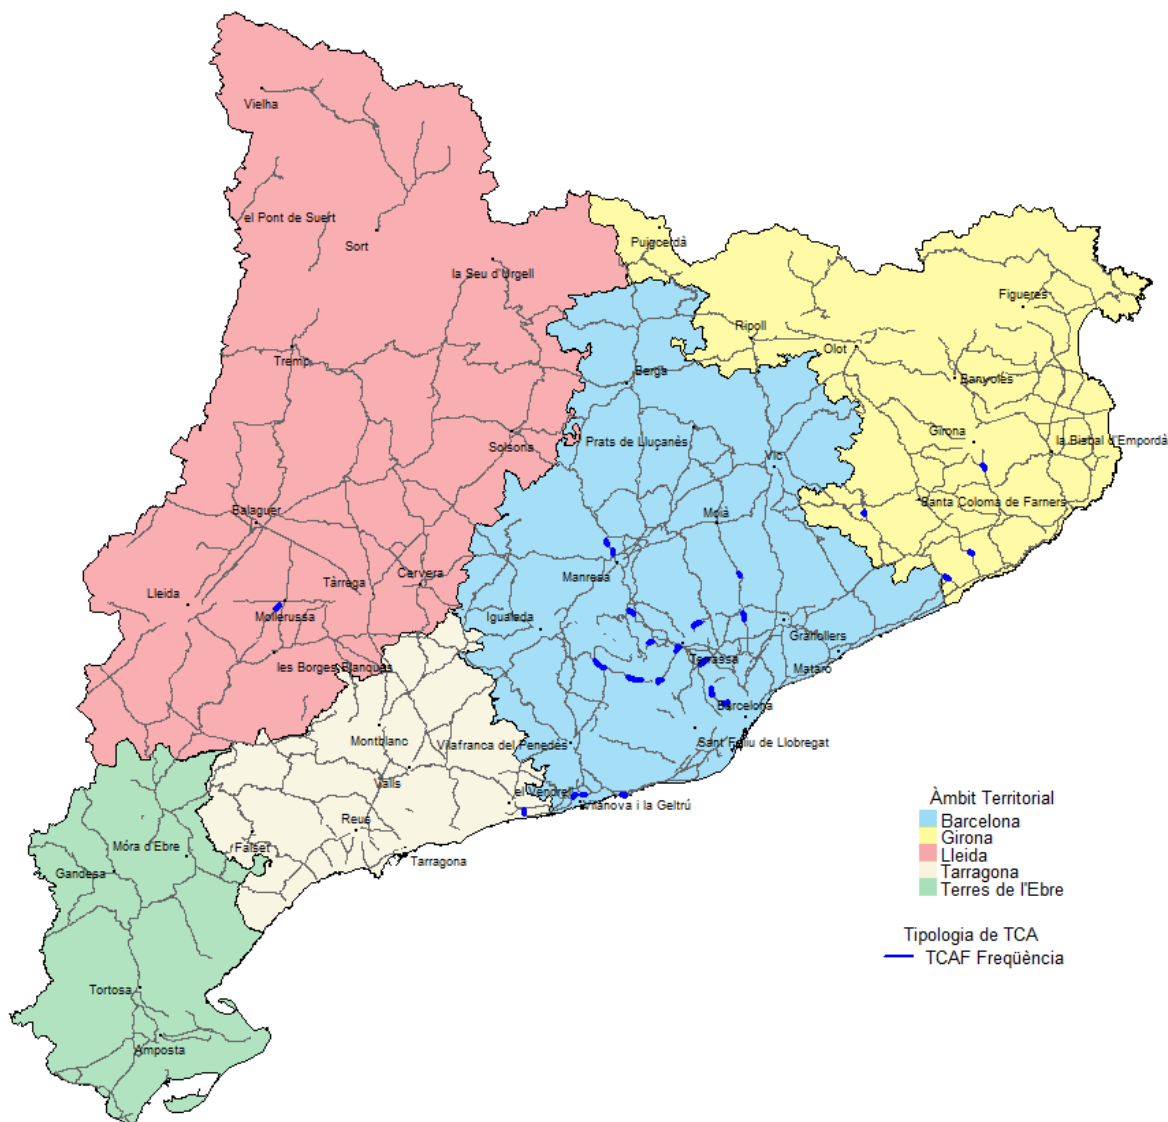 Vielha
el Pont de Suert
Sort
Puigcerdà
la Seu d'Urgell
Figueres
Ripoll
Olot
Tremp
Berga
Banyoles
Girona
la Bisbal d'Empordà
Prats de Lluçanès
Solsona
Vic
Santa Coloma de Farners
Balaguer
Moià
Manresa
Cervera
Tàrrega
Lleida
Mollerussa
Igualada
Granollers
Terrassa
Mataró
les Borges Blanques
Barcelona
Montblanc
Vilafranca del Penedès
Sant Feliu de Llobregat
Valls
el Vendrell
Vilanova i la Geltrú
Reus
Móra d'Ebre
Falset
Tarragona
Gandesa
Tortosa
Amposta
Àmbit Territorial
Barcelona
Girona
Lleida
Tarragona
Terres de l'Ebre
Tipologia de TCA
TCAF Freqüència